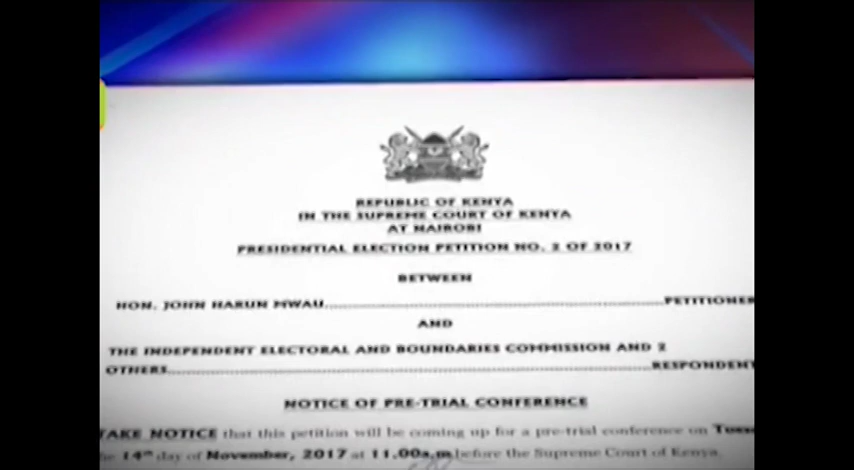 REPUBLIC OF KENYA
IN THE SUPREME COURT OF KENYA
AT NAIROBI
PRESIDENTIAL ELECTION PETITION NO. 2 OF 2017
BETWEEN
HON. JOHN HARUN MWAU..........PETITIONER
AND
THE INDEPENDENT ELECTORAL AND BOUNDARIES COMMISSION AND 2
OTHERS..........RESPONDENT
NOTICE OF PRE-TRIAL CONFERENCE
TAKE NOTICE that this petition will be coming up for a pre-trial conference on Tues
he 14th day of November, 2017 at 11.00a.m before the Supreme Court of Kenya.